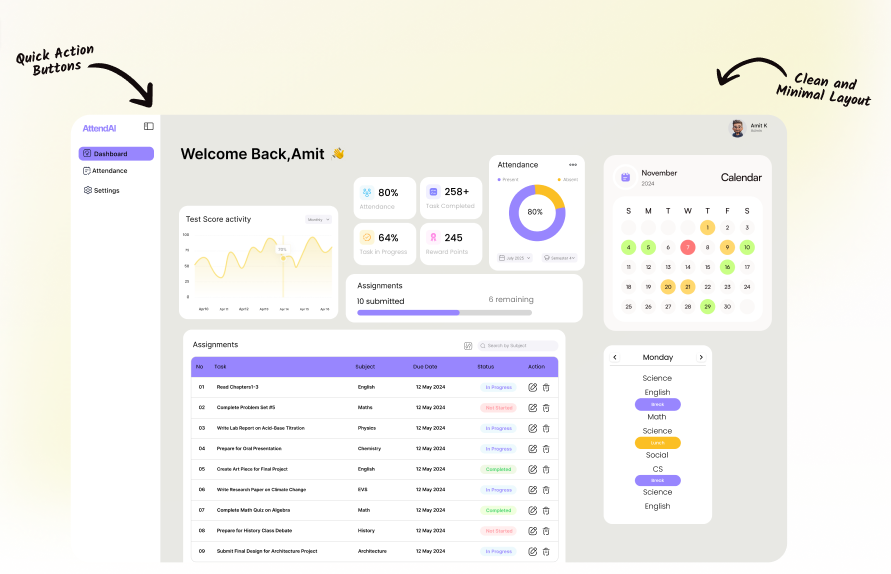 Quick Action
Buttons
Clean and
Minimal Layout
AttendAI
Dashboard
Attendance
Settings
Amit K
Welcome Back,Amit 👋
Test Score activity
Monthly
100
75
50
25
0
Apr10 Apr 11 Apr12 Apr13 Apr 14 Apr 15 Apr 16
80%
Attendance
258+
Task Completed
64%
Task In Progress
245
Reward Points
Attendance
Present Absent
80%
July 2023 Semester 4
Assignments
10 submitted 6 remaining
November
2024
Calendar
S M T W T F S
1 2 3
4 5 6 7 8 9 10
11 12 13 14 15 16 17
18 19 20 21 22 23 24
25 26 27 28 29 30
Assignments
Search by Subject
No Task Subject Due Date Status Action
01 Read Chapters1-3 English 12 May 2024 In Progress
02 Complete Problem Set #5 Maths 12 May 2024 Not Started
03 Write Lab Report on Acid-Base Titration Physics 12 May 2024 In Progress
04 Prepare for Oral Presentation Chemistry 12 May 2024 In Progress
05 Create Art Piece for Final Project English 12 May 2024 Completed
06 Write Research Paper on Climate Change EVS 12 May 2024 In Progress
07 Complete Math Quiz on Algebra Math 12 May 2024 Completed
08 Prepare for History Class Debate History 12 May 2024 Not Started
09 Submit Final Design for Architecture Project Architecture 12 May 2024 In Progress
Monday
Science
English
Break
Math
Science
Lunch
Social
CS
Break
Science
English